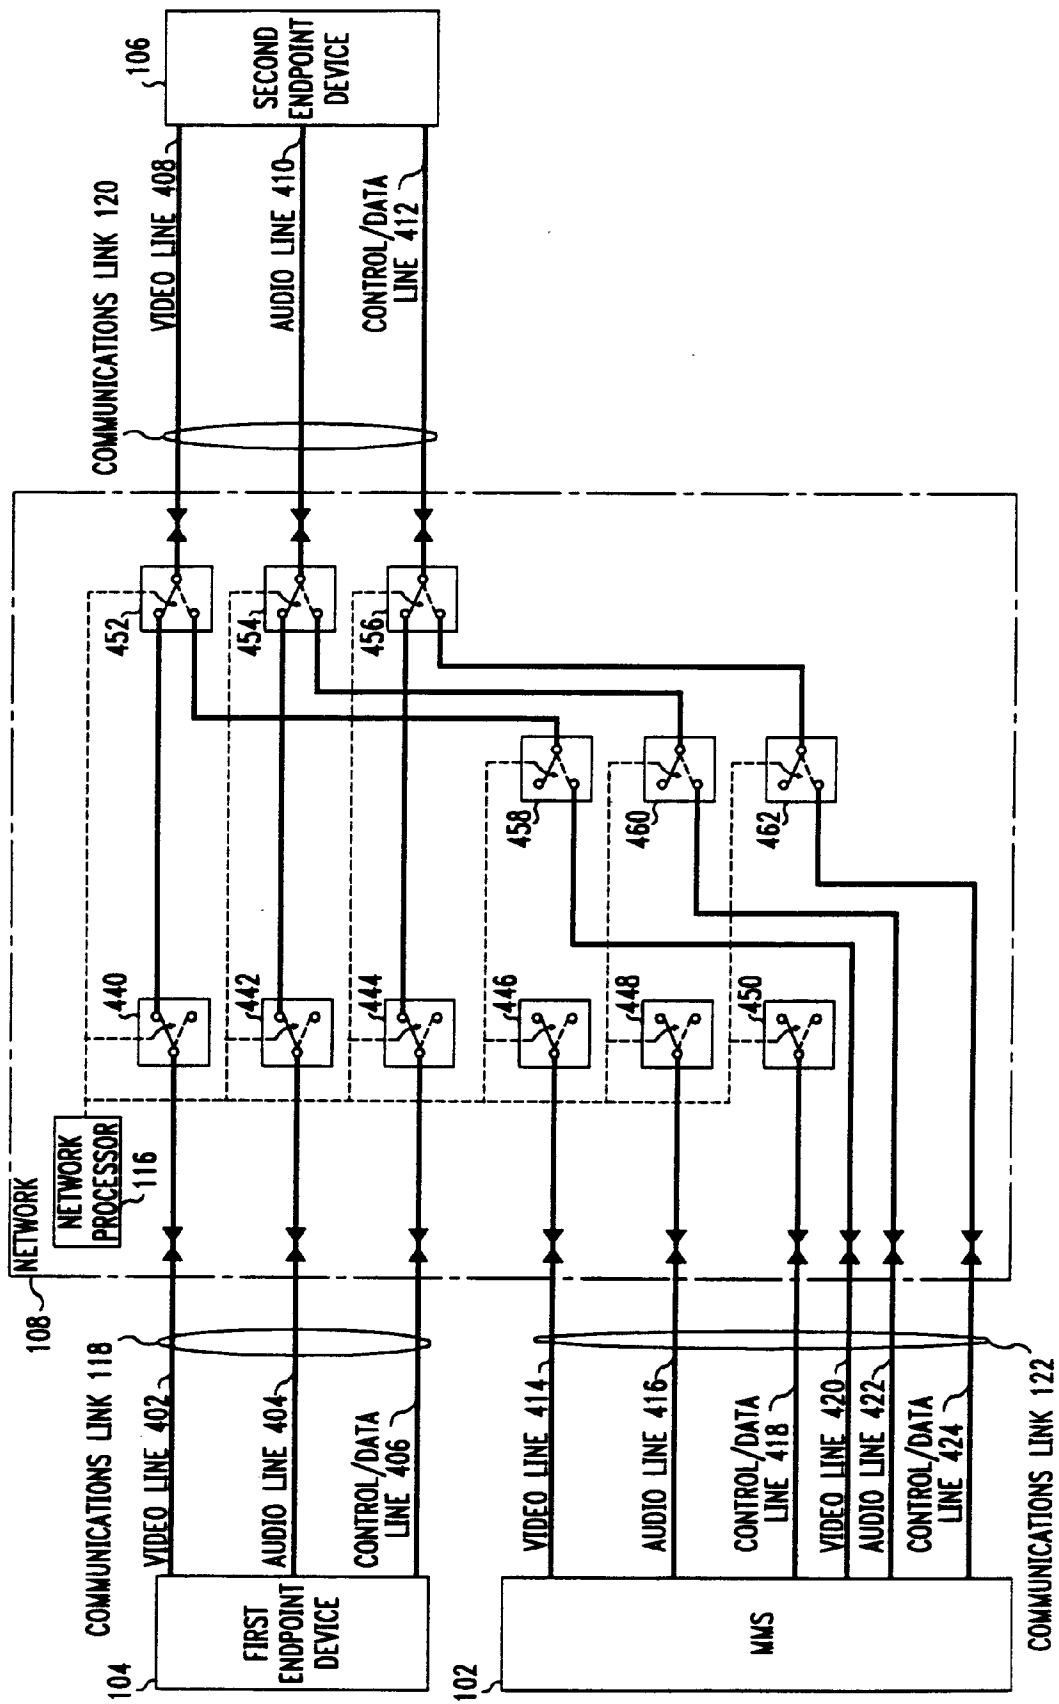 108
NETWORK
NETWORK
PROCESSOR
116
104
FIRST
ENDPOINT
DEVICE
COMMUNICATIONS LINK 118
VIDEO LINE 402
AUDIO LINE 404
CONTROL/DATA
LINE 406
440
442
444
446
448
450
452
454
456
458
460
462
COMMUNICATIONS LINK 120
VIDEO LINE 408
AUDIO LINE 410
CONTROL/DATA
LINE 412
106
SECOND
ENDPOINT
DEVICE
102
MMS
VIDEO LINE 414
AUDIO LINE 416
CONTROL/DATA
LINE 418
VIDEO LINE 420
AUDIO LINE 422
CONTROL/DATA
LINE 424
COMMUNICATIONS LINK 122